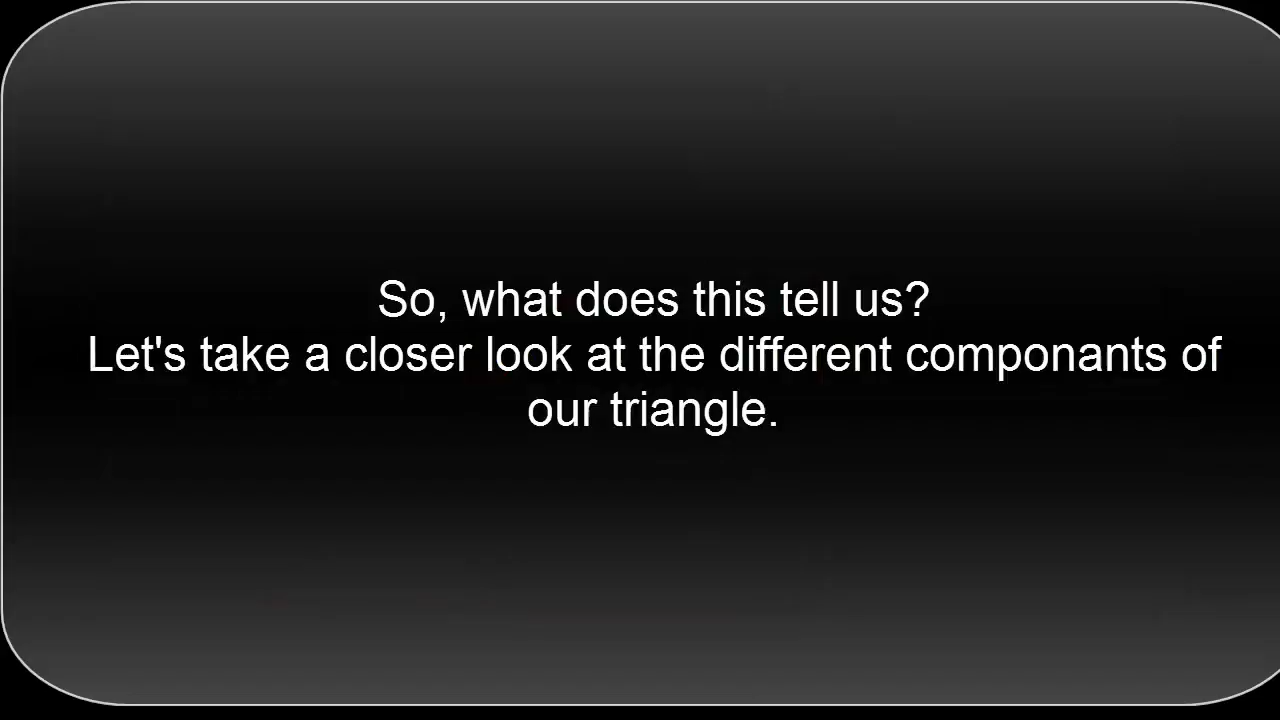 So, what does this tell us?
Let's take a closer look at the different componants of
our triangle.